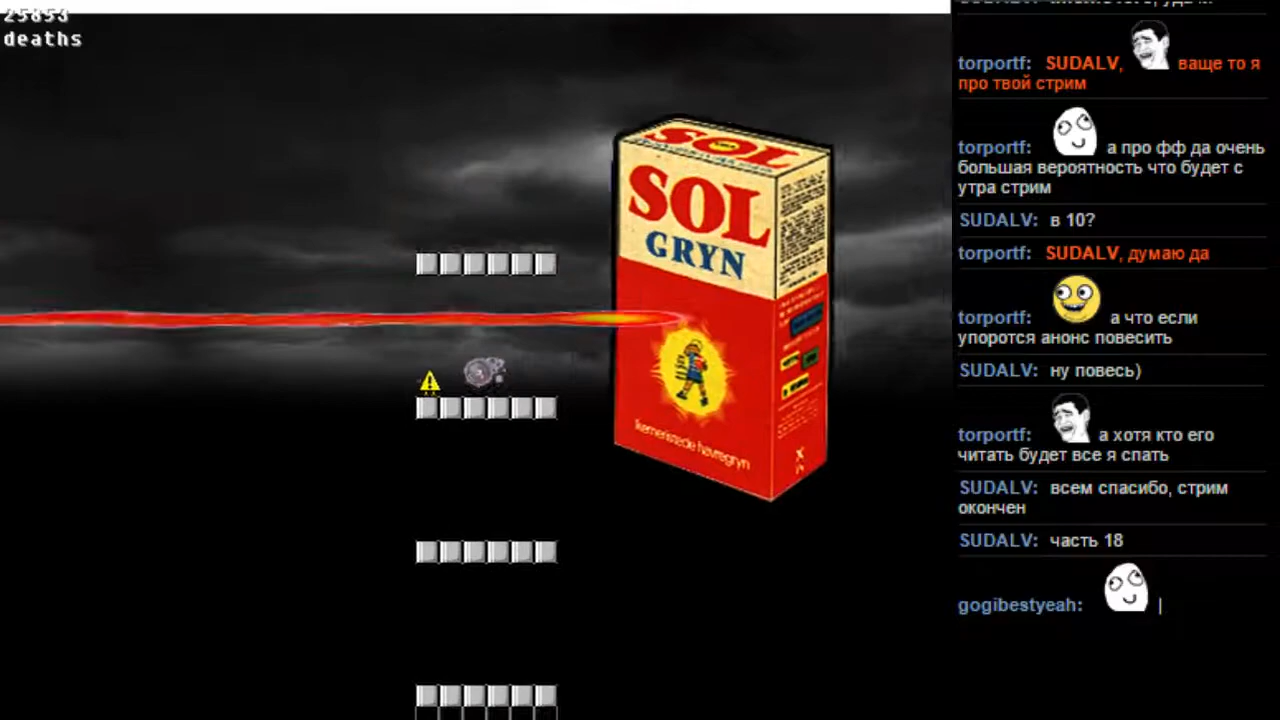 25853
deaths
SOL
SOL
GRYN
torportf: SUDALV, ваще то я
про твой стрим
torportf: а про фф да очень
большая вероятность что будет с
утра стрим
SUDALV: в 10?
torportf: SUDALV, думаю да
torportf: а что если
упоротся анонс повесить
SUDALV: ну повесь)
torportf: а хотя кто его
читать будет все я спать
SUDALV: всем спасибо, стрим
окончен
SUDALV: часть 18
gogibestyeah: |